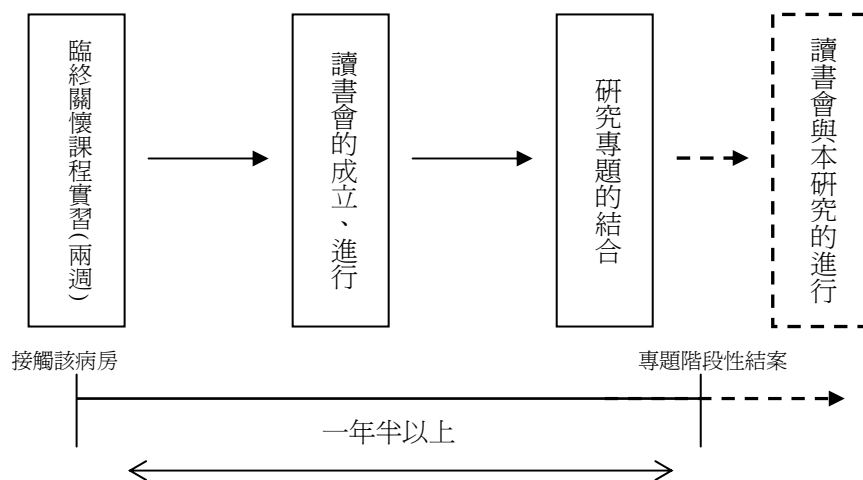 臨終關懷課程實習(兩週)
讀書會的成立、進行
研究專題的結合
讀書會與本研究的進行
接觸該病房
專題階段性結案
一年半以上